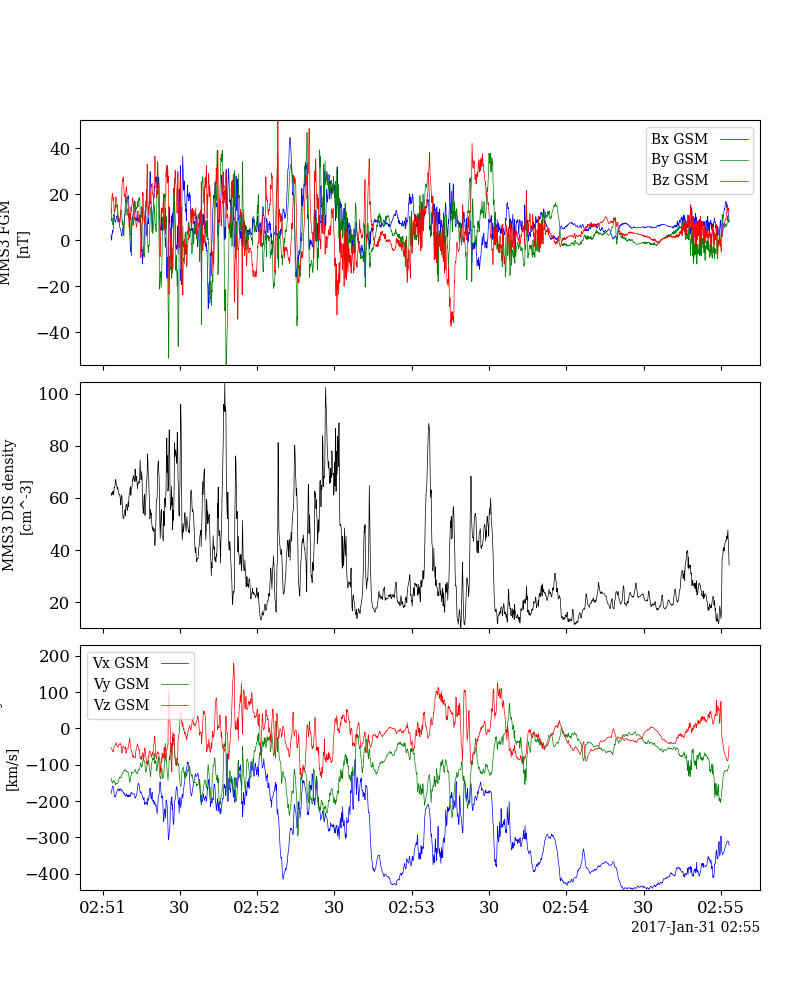 MMS3 FGM
[nT]
40
20
0
−20
−40
Bx GSM
By GSM
Bz GSM
MMS3 DIS density
[cm^-3]
100
80
60
40
20
[km/s]
200
100
0
−100
−200
−300
−400
Vx GSM
Vy GSM
Vz GSM
02:51 30 02:52 30 02:53 30 02:54 30 02:55
2017-Jan-31 02:55